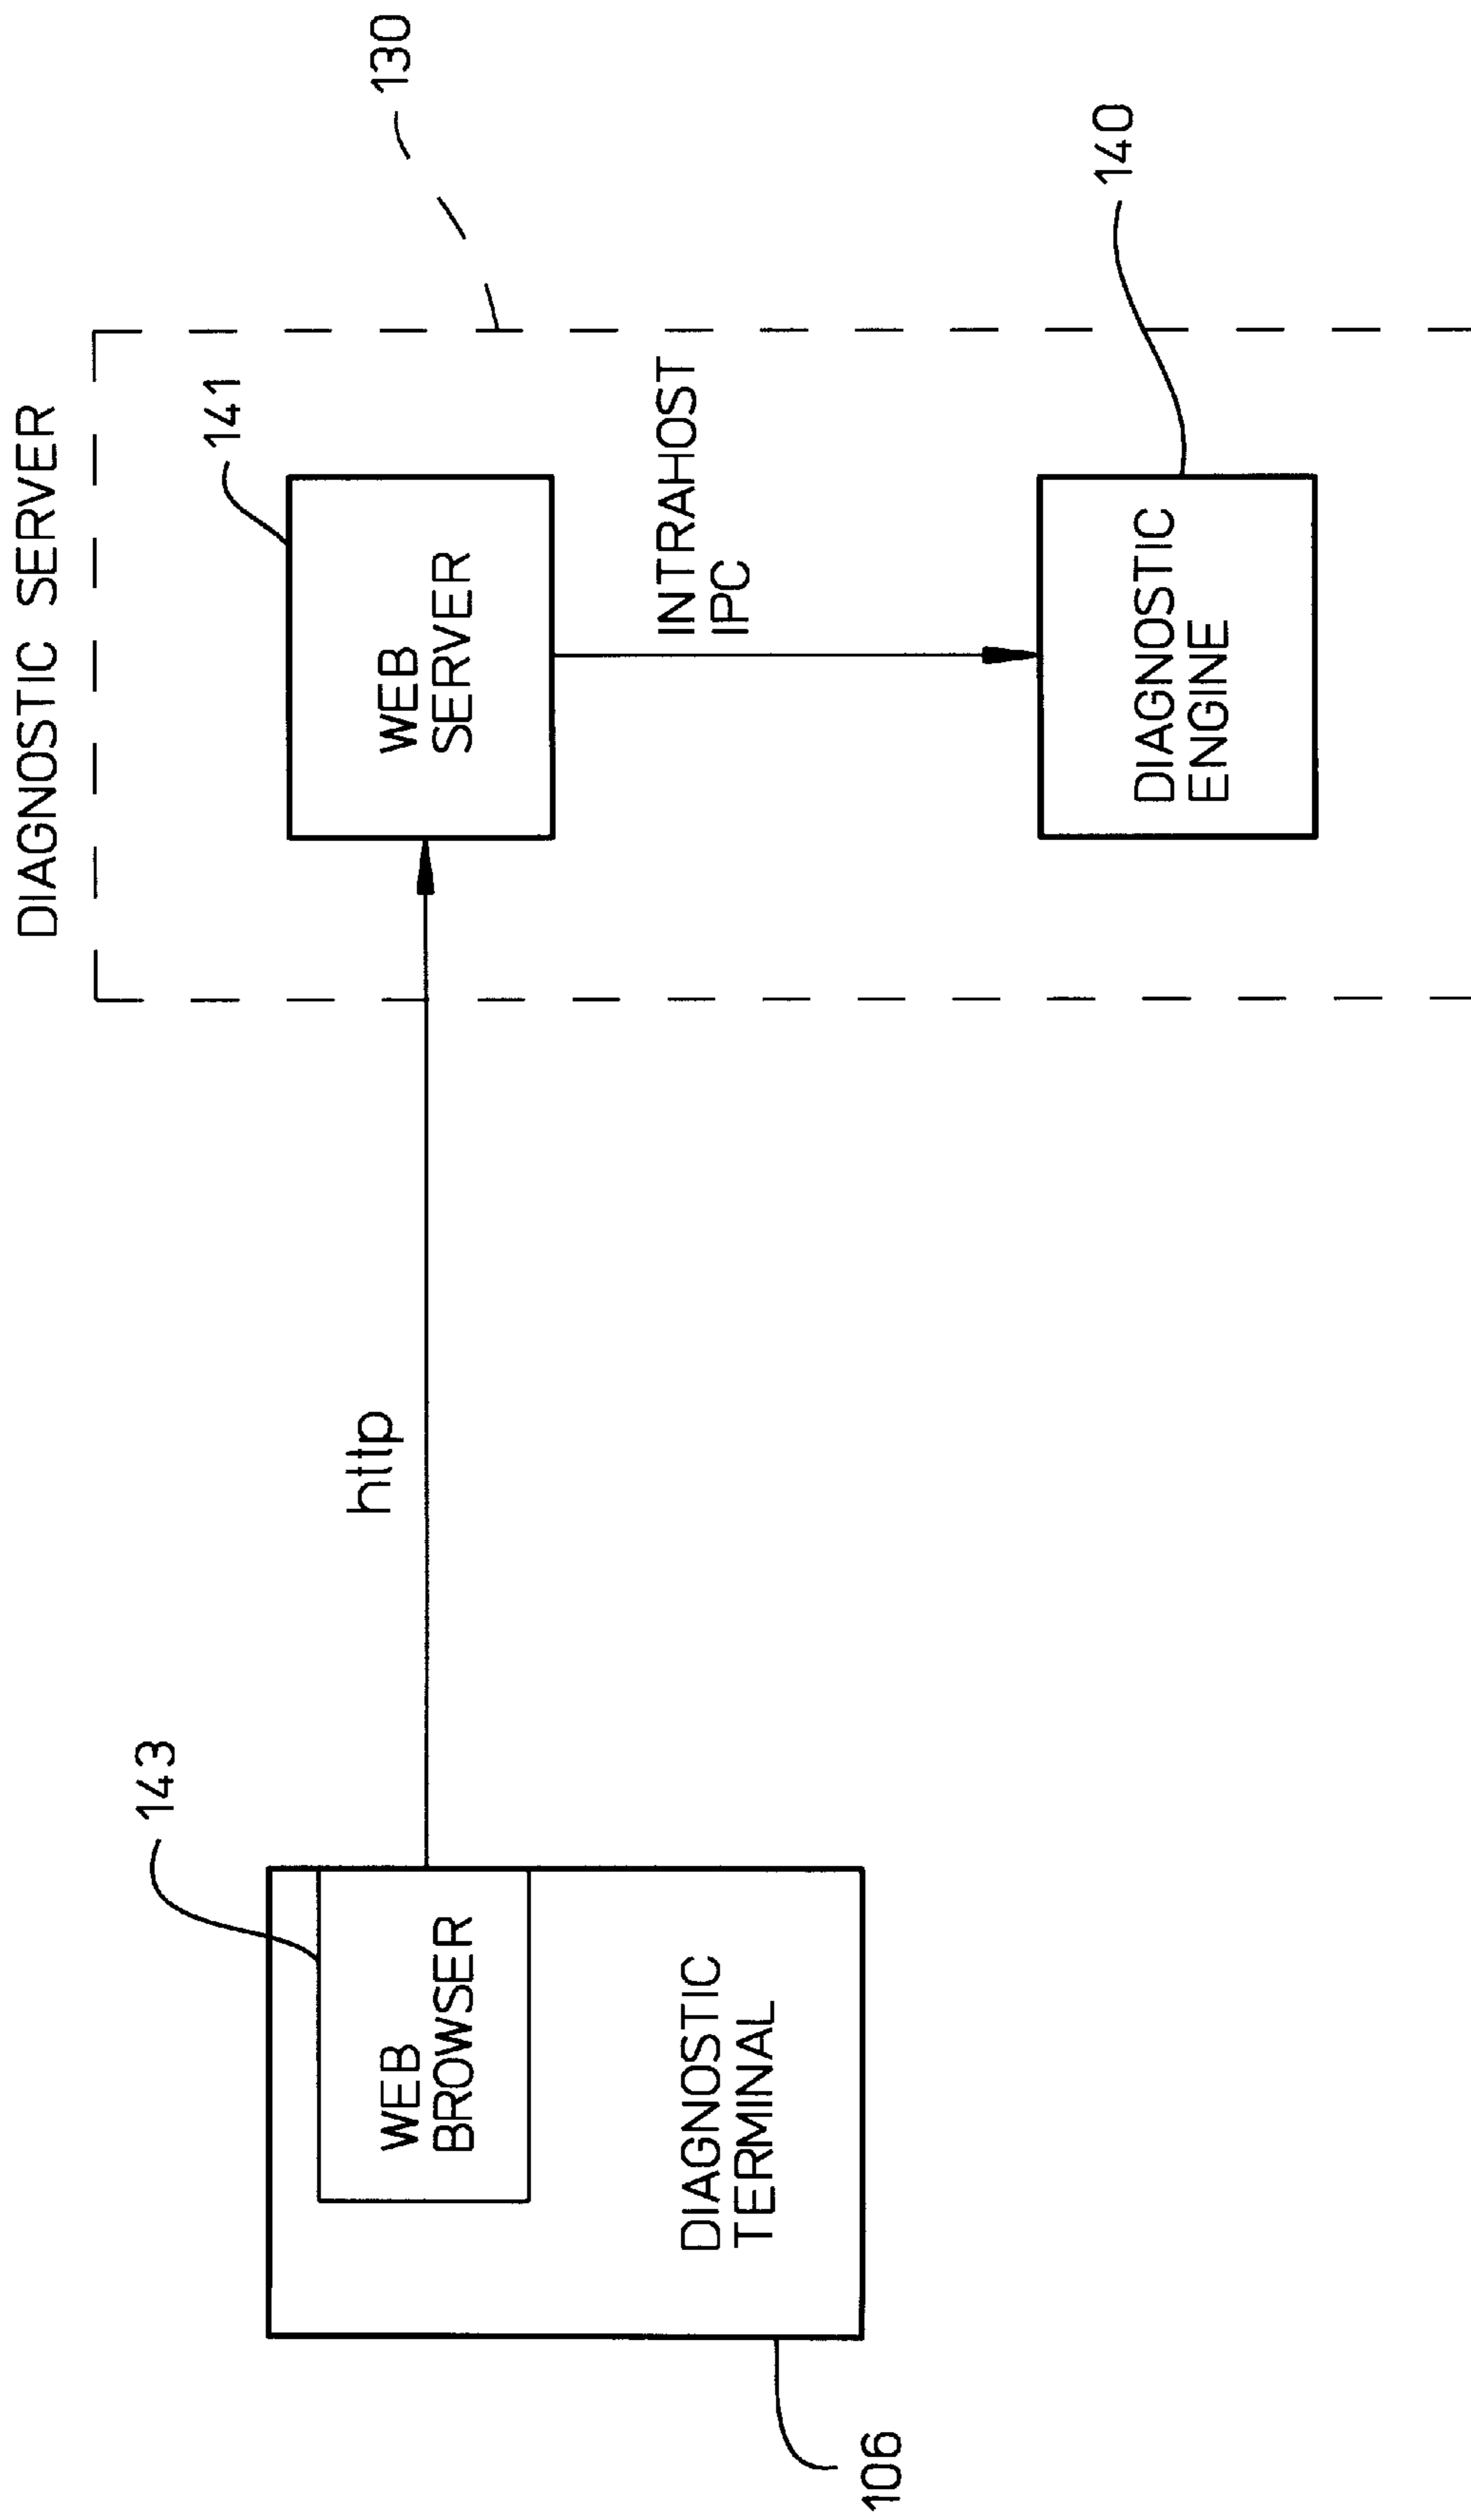 DIAGNOSTIC SERVER
130
141
WEB
SERVER
INTRAHOST
IPC
140
DIAGNOSTIC
ENGINE
http
143
WEB
BROWSER
DIAGNOSTIC
TERMINAL
106